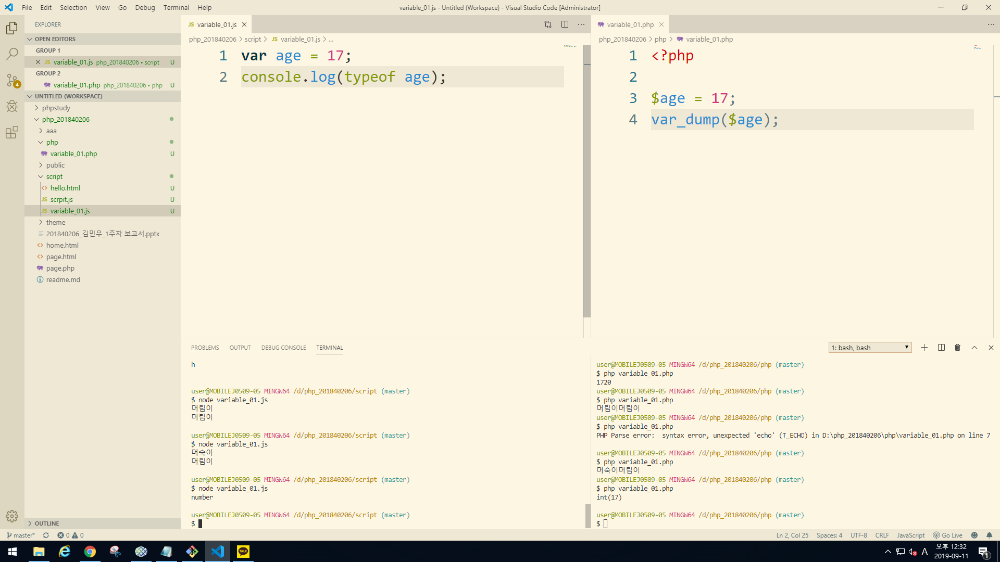 File Edit Selection View Go Debug Terminal Help
variable_01.js - Untitled (Workspace) - Visual Studio Code [Administrator]
EXPLORER
OPEN EDITORS
GROUP 1
JS variable_01.js php_201840206 • script U
GROUP 2
variable_01.php php_201840206 • php U
UNTITLED (WORKSPACE)
phpstudy
php_201840206
aaa
php
variable_01.php U
public
script
<> hello.html U
JS scrpit.js U
JS variable_01.js U
theme
201840206_김민우_1주차 보고서.pptx
<> home.html
<> page.html
page.php
readme.md
OUTLINE
4
JS variable_01.js
php_201840206 > script > JS variable_01.js > ...
1 var age = 17;
2 console.log(typeof age);
variable_01.php
php_201840206 > php > variable_01.php
1 <?php
2
3 $age = 17;
4 var_dump($age);
PROBLEMS OUTPUT DEBUG CONSOLE TERMINAL
1: bash, bash
h
user@MOBILEJ0509-05 MINGW64 /d/php_201840206/script (master)
$ node variable_01.js
머림이
머림이
user@MOBILEJ0509-05 MINGW64 /d/php_201840206/script (master)
$ node variable_01.js
머숙이
머림이
user@MOBILEJ0509-05 MINGW64 /d/php_201840206/script (master)
$ node variable_01.js
number
user@MOBILEJ0509-05 MINGW64 /d/php_201840206/script (master)
$
user@MOBILEJ0509-05 MINGW64 /d/php_201840206/php (master)
$ php variable_01.php
1720
user@MOBILEJ0509-05 MINGW64 /d/php_201840206/php (master)
$ php variable_01.php
머림이머림이
user@MOBILEJ0509-05 MINGW64 /d/php_201840206/php (master)
$ php variable_01.php
PHP Parse error:  syntax error, unexpected 'echo' (T_ECHO) in D:\php_201840206\php\variable_01.php on line 7
user@MOBILEJ0509-05 MINGW64 /d/php_201840206/php (master)
$ php variable_01.php
머숙이머림이
user@MOBILEJ0509-05 MINGW64 /d/php_201840206/php (master)
$ php variable_01.php
int(17)
user@MOBILEJ0509-05 MINGW64 /d/php_201840206/php (master)
$
master* 0 0 Ln 2, Col 25 Spaces: 4 UTF-8 CRLF JavaScript Go Live
TALK
A
오후 12:32
2019-09-11
1